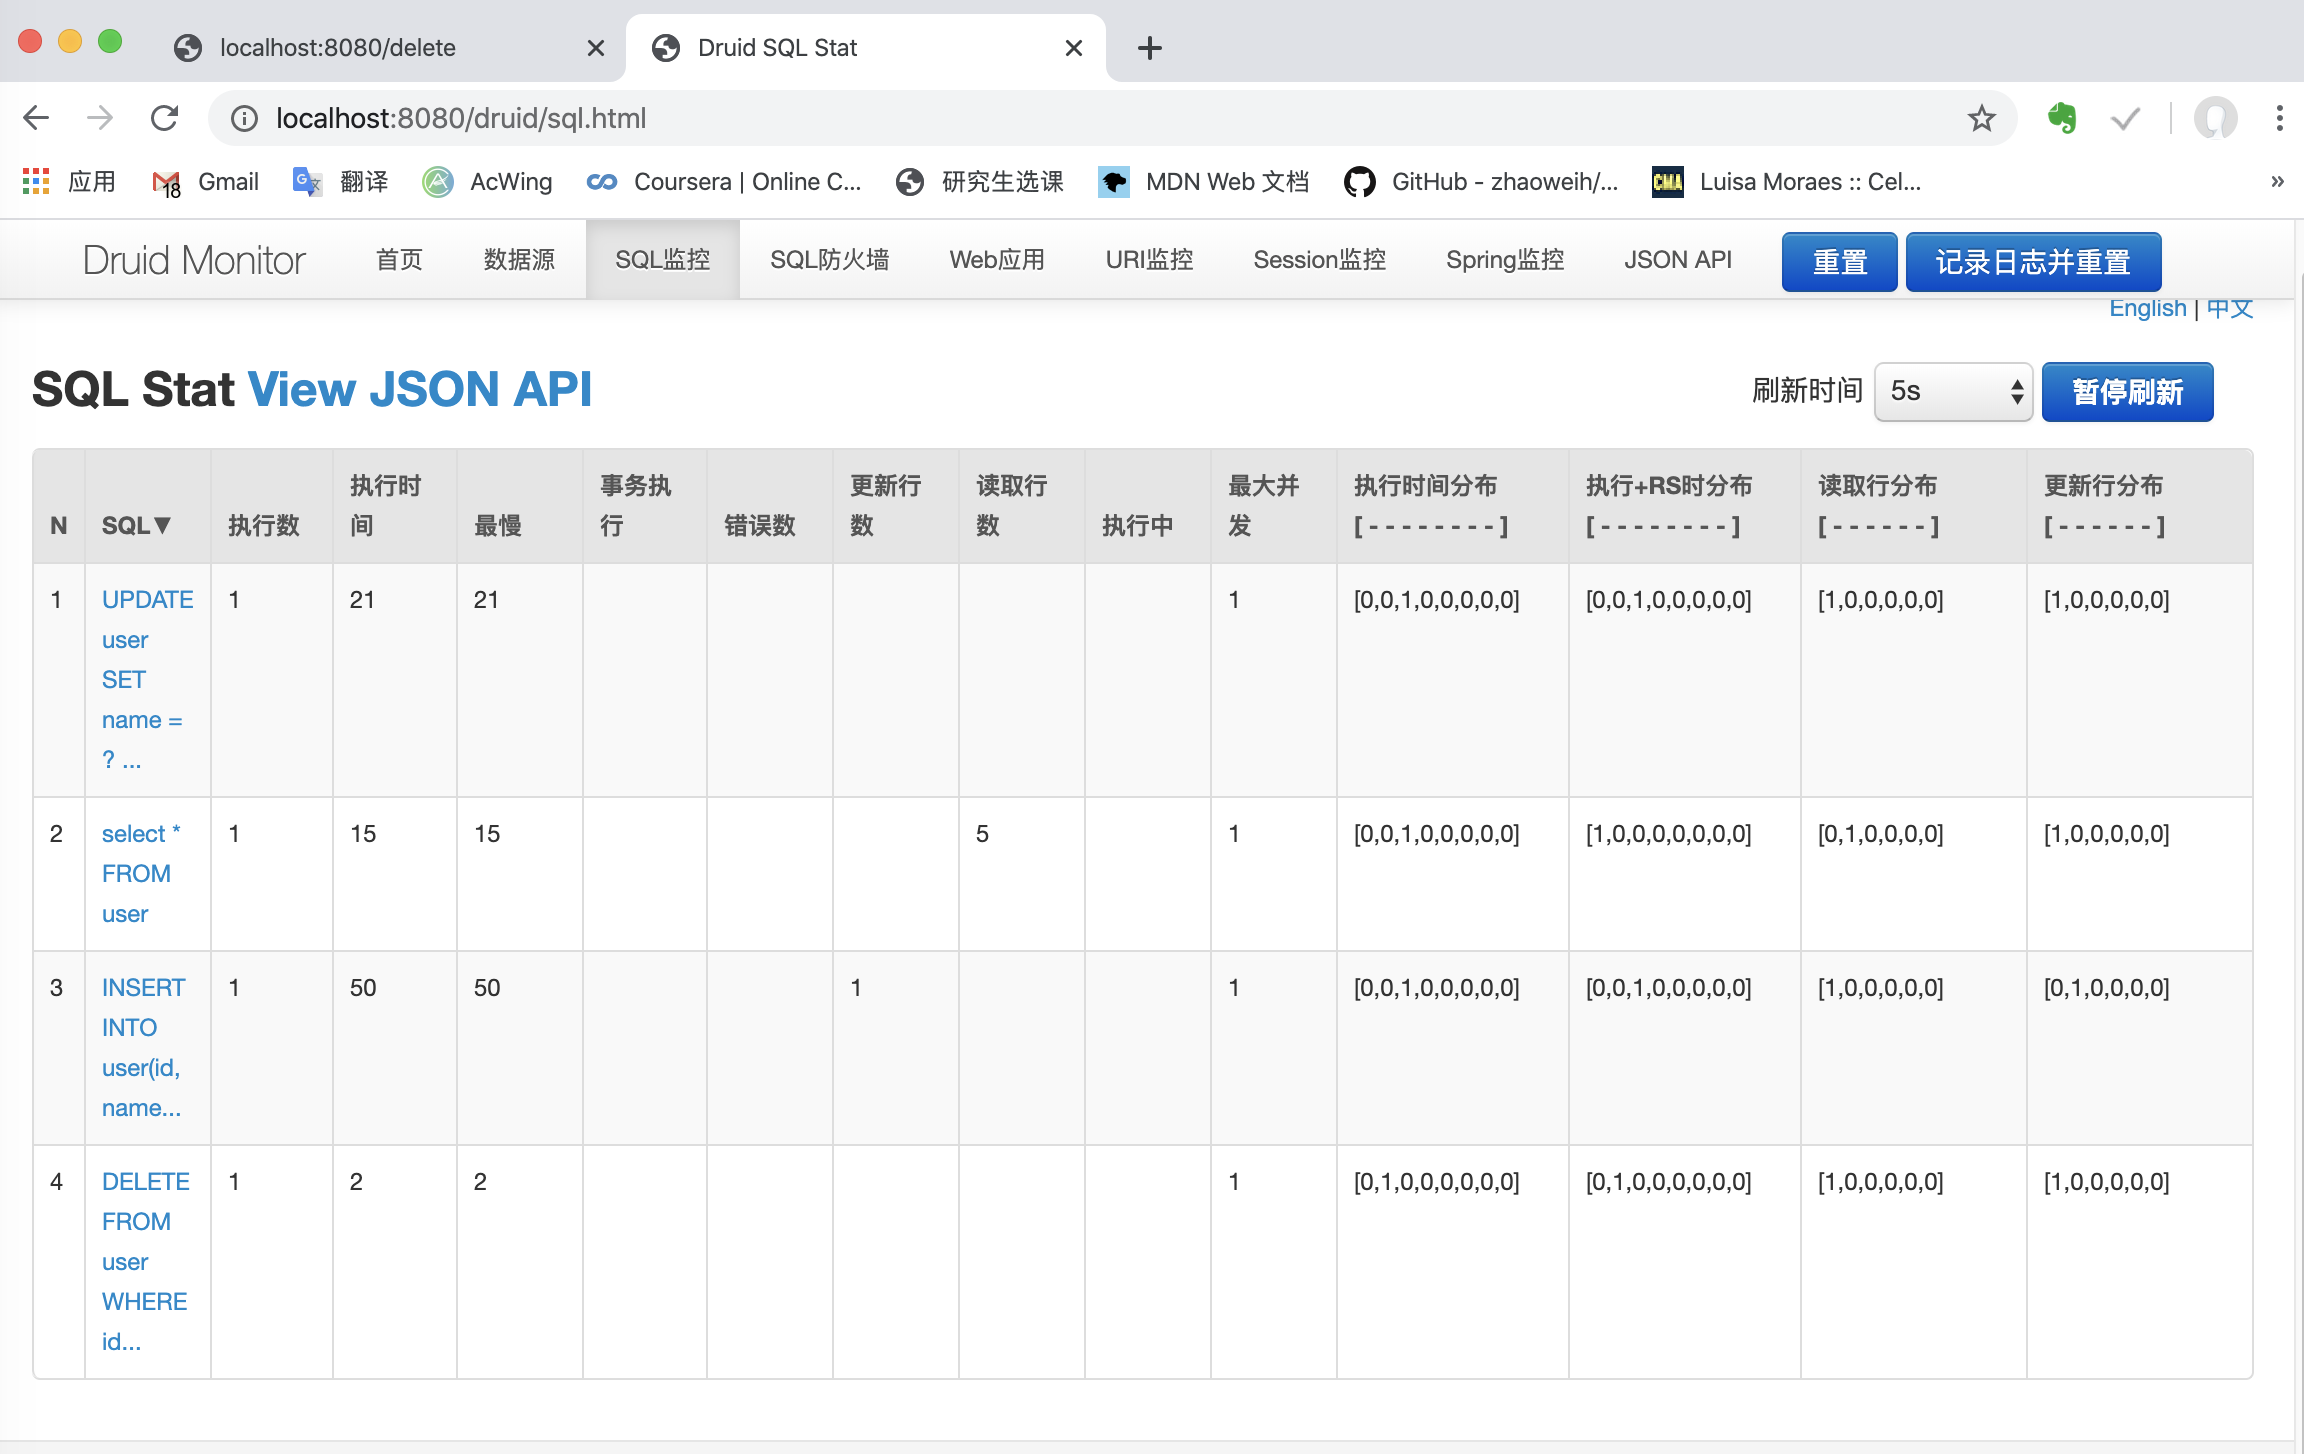 localhost:8080/delete
Druid SQL Stat
localhost:8080/druid/sql.html
应用 18 Gmail 翻译 AcWing Coursera | Online C... 研究生选课 MDN Web 文档 GitHub - zhaoweih/... CMA Luisa Moraes :: Cel... »
Druid Monitor 首页 数据源 SQL监控 SQL防火墙 Web应用 URI监控 Session监控 Spring监控 JSON API 重置 记录日志并重置
English | 中文
SQL Stat View JSON API 刷新时间 5s 暂停刷新
N SQL▼ 执行数 执行时间 最慢 事务执行 错误数 更新行数 读取行数 执行中 最大并发 执行时间分布 [ - - - - - - - - ] 执行+RS时分布 [ - - - - - - - - ] 读取行分布 [ - - - - - - ] 更新行分布 [ - - - - - - ]
1 UPDATE user SET name = ? ... 1 21 21 1 [0,0,1,0,0,0,0,0] [0,0,1,0,0,0,0,0] [1,0,0,0,0,0] [1,0,0,0,0,0]
2 select * FROM user 1 15 15 5 1 [0,0,1,0,0,0,0,0] [1,0,0,0,0,0,0,0] [0,1,0,0,0,0] [1,0,0,0,0,0]
3 INSERT INTO user(id, name... 1 50 50 1 1 [0,0,1,0,0,0,0,0] [0,0,1,0,0,0,0,0] [1,0,0,0,0,0] [0,1,0,0,0,0]
4 DELETE FROM user WHERE id... 1 2 2 1 [0,1,0,0,0,0,0,0] [0,1,0,0,0,0,0,0] [1,0,0,0,0,0] [1,0,0,0,0,0]